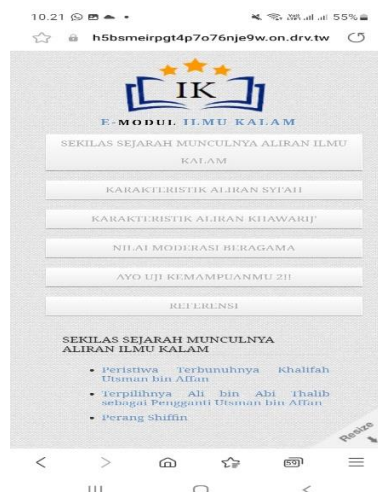 10.21
55%
h5bsmeirpgt4p7o76nje9w.on.drv.tw
IK
E-MODUL ILMU KALAM
SEKILAS SEJARAH MUNCULNYA ALIRAN ILMU
KALAM
KARAKTERISTIK ALIRAN SYI'AH
KARAKTERISTIK ALIRAN KHAWARIJ'
NILAI MODERASI BERAGAMA
AYO UJI KEMAMPUANMU 2!!
REFERENSI
SEKILAS SEJARAH MUNCULNYA
ALIRAN ILMU KALAM
• Peristiwa Terbunuhnya Khalifah
Utsman bin Affan
• Terpilihnya Ali bin Abi Thalib
sebagai Pengganti Utsman bin Affan
• Perang Shiffin
Resize
59